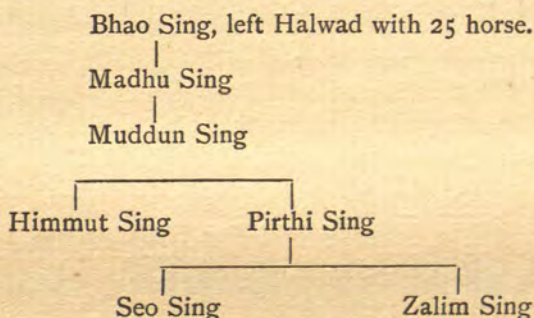 Bhao Sing, left Halwad with 25 horse.
Madhu Sing
Muddun Sing
Himmut Sing Pirthi Sing
Seo Sing Zalim Sing